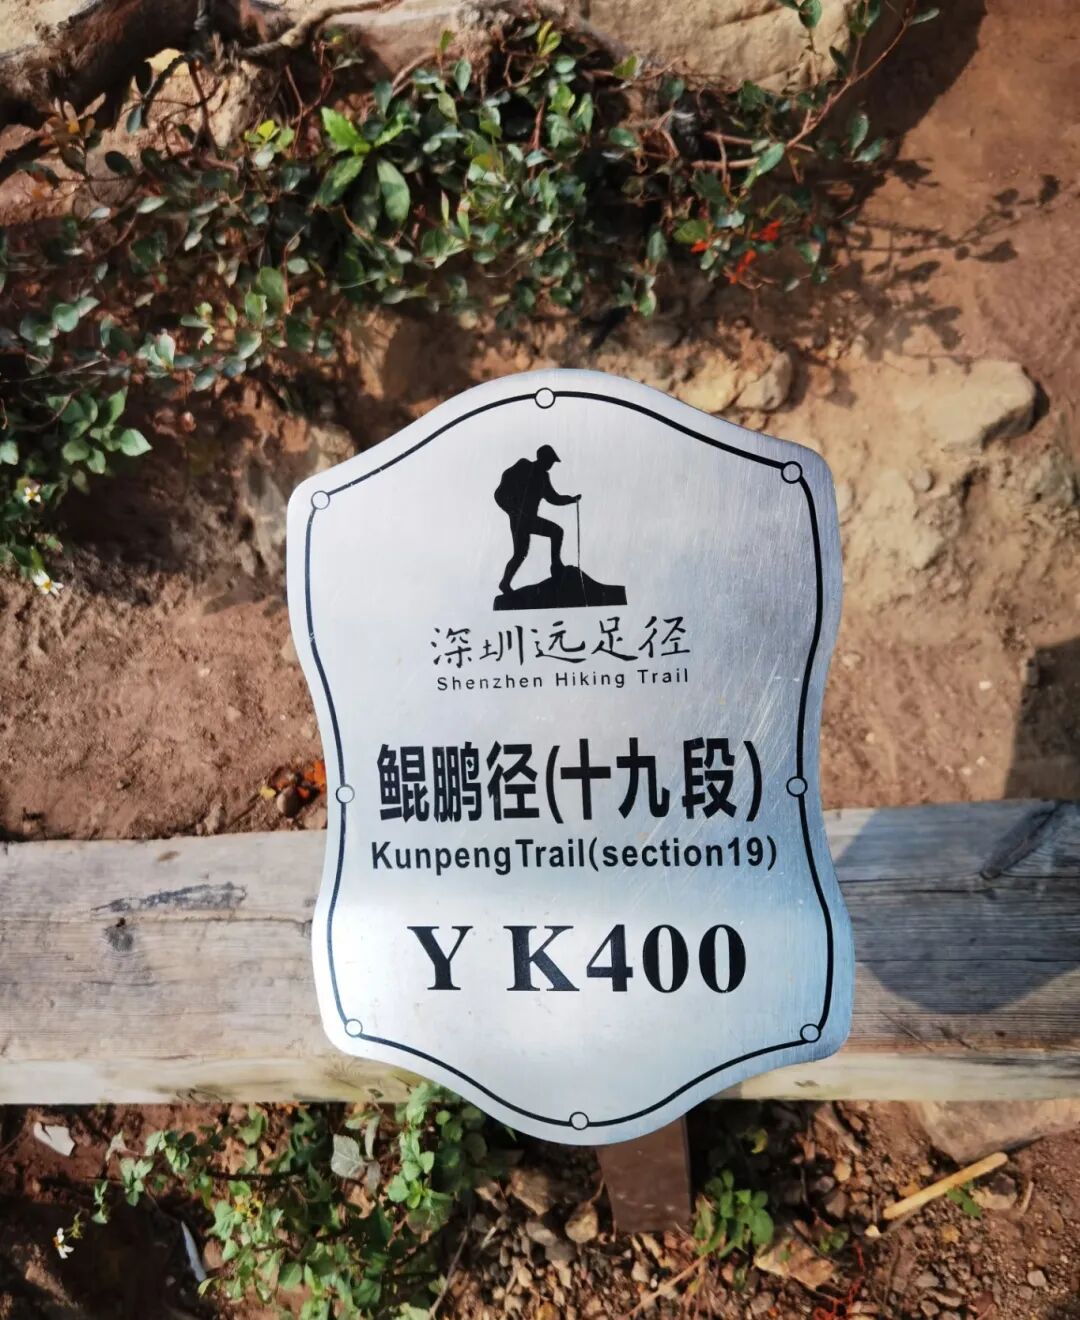 深圳远足径
Shenzhen Hiking Trail
鲲鹏径(十九段)
KunpengTrail(section19)
Y K400